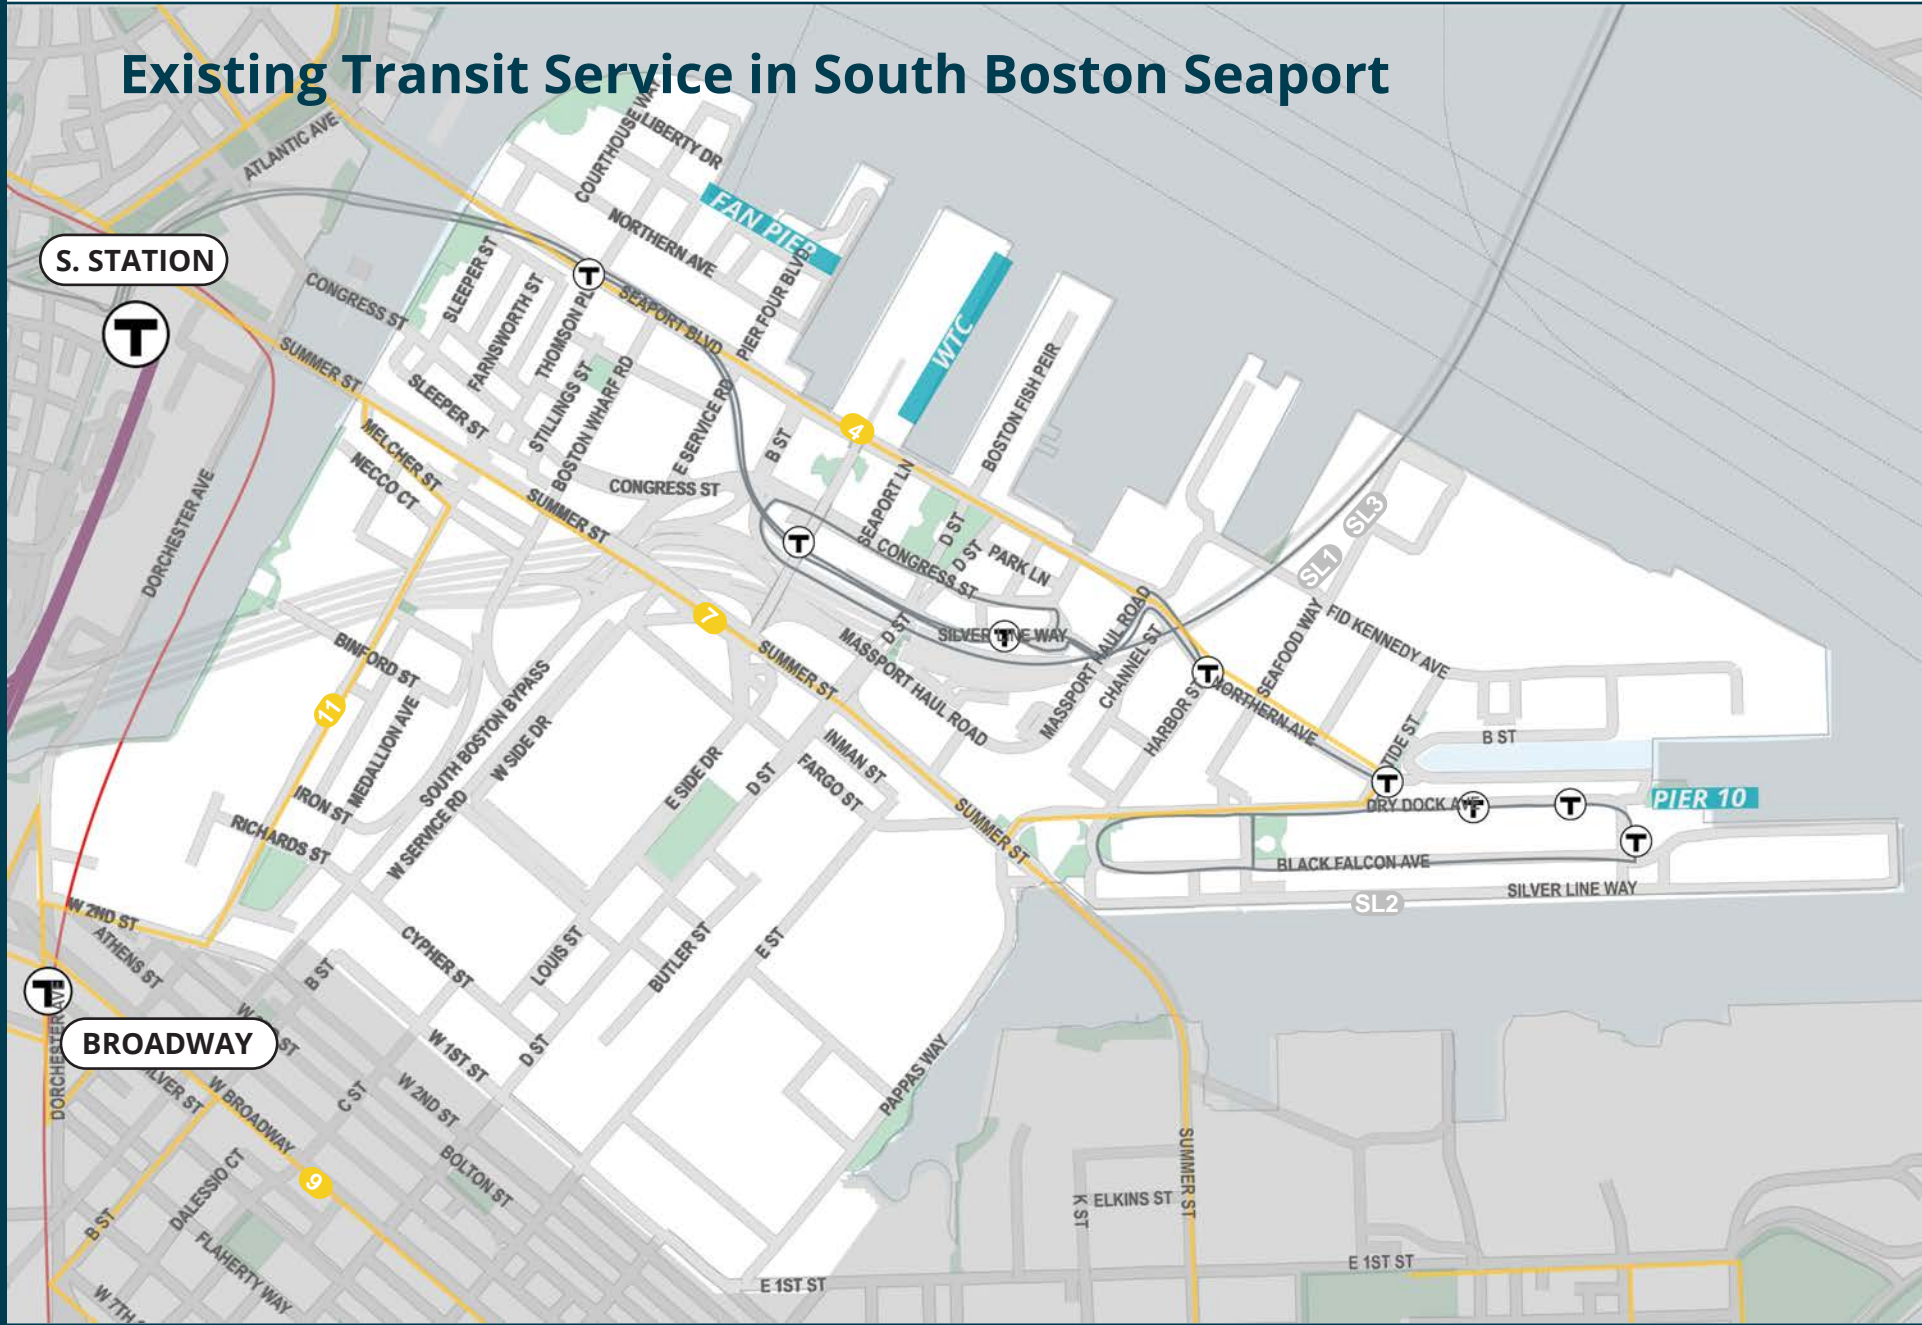 Existing Transit Service in South Boston Seaport
ATLANTIC AVE
COURTHOUSE WAY
LIBERTY DR
FAN PIER
NORTHERN AVE
S. STATION
T
CONGRESS ST
SLEEPER ST
FARNSWORTH ST
THOMSON PL
T
SEAPORT BLVD
PIER FOUR BLVD
WTC
BOSTON FISH PEIR
SUMMER ST
SLEEPER ST
STILLINGS ST
BOSTON WHARF RD
E SERVICE RD
B ST
4
MELCHER ST
NECCO CT
CONGRESS ST
SUMMER ST
SEAPORT LN
D ST
D ST
PARK LN
CONGRESS ST
T
SL3
SL1
DORCHESTER AVE
7
D ST
SILVER LINE WAY
T
MASSPORT HAUL ROAD
CHANNEL ST
SEAFOOD WAY
FID KENNEDY AVE
BINFORD ST
SUMMER ST
MASSPORT HAUL ROAD
HARBOR ST
T
NORTHERN AVE
11
MEDALLION AVE
SOUTH BOSTON BYPASS
W SIDE DR
E SIDE DR
D ST
INMAN ST
FARGO ST
TIDE ST
B ST
IRON ST
RICHARDS ST
W SERVICE RD
SUMMER ST
T
DRY DOCK AVE
T
T
T
PIER 10
BLACK FALCON AVE
SILVER LINE WAY
SL2
W 2ND ST
ATHENS ST
B ST
CYPHER ST
LOUIS ST
BUTLER ST
E ST
T
DORCHESTER AVE
BROADWAY
ST
W 1ST ST
D ST
PAPPAS WAY
W BROADWAY
C ST
W 2ND ST
BOLTON ST
DALESSIO CT
9
B ST
FLAHERTY WAY
W 7TH
SUMMER ST
K ST
ELKINS ST
E 1ST ST
E 1ST ST